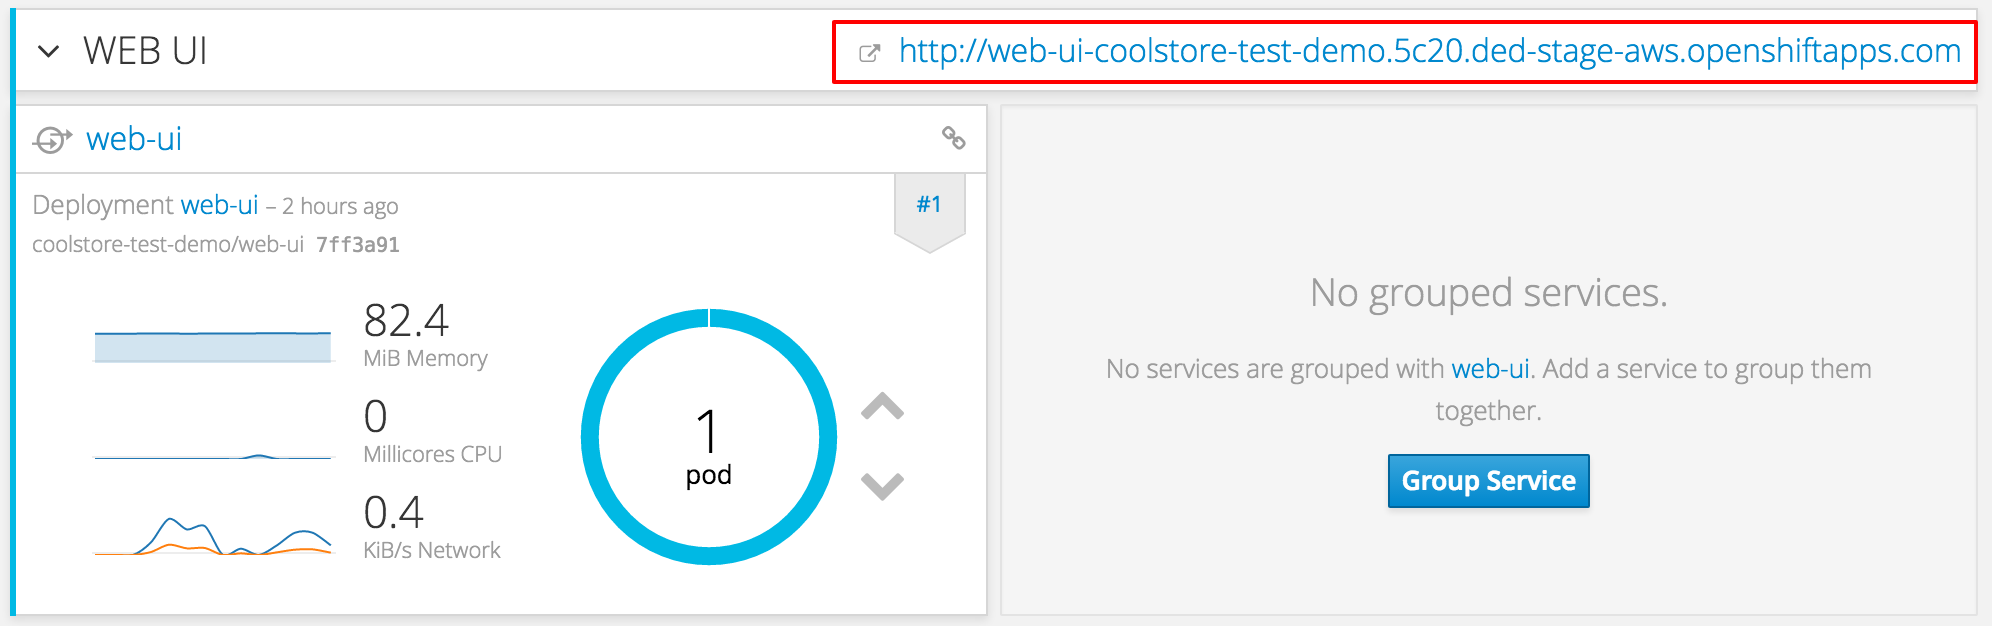 WEB UI
http://web-ui-coolstore-test-demo.5c20.ded-stage-aws.openshiftapps.com
web-ui
Deployment web-ui – 2 hours ago
#1
coolstore-test-demo/web-ui 7ff3a91
82.4
MiB Memory
0
Millicores CPU
0.4
KiB/s Network
1
pod
No grouped services.
No services are grouped with web-ui. Add a service to group them
together.
Group Service